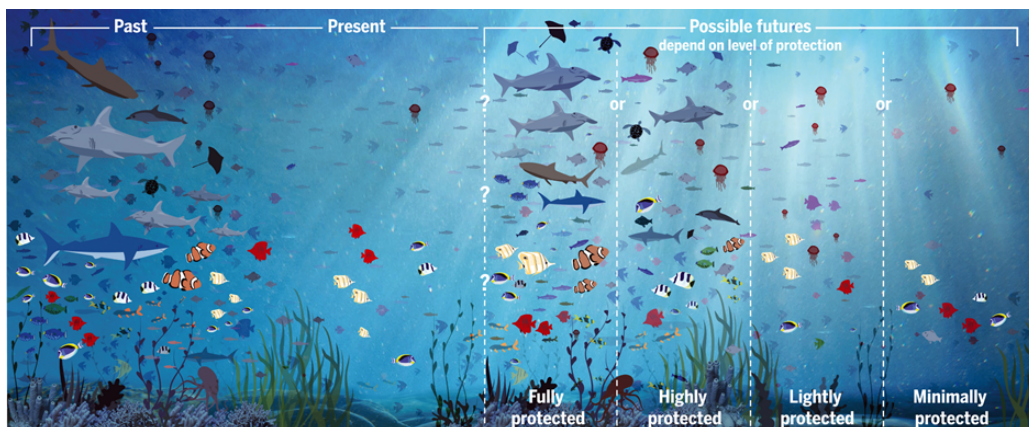 Past
Present
Possible futures
depend on level of protection
?
or
or
or
?
?
Fully
protected
Highly
protected
Lightly
protected
Minimally
protected